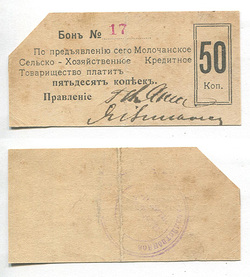 Бонъ № 17
По предъявленію сего Молочанское
Сельско - Хозяйственное Кредитное
Товарищество платитъ
пятьдесятъ копѣекъ.
Правленіе
50
Коп.